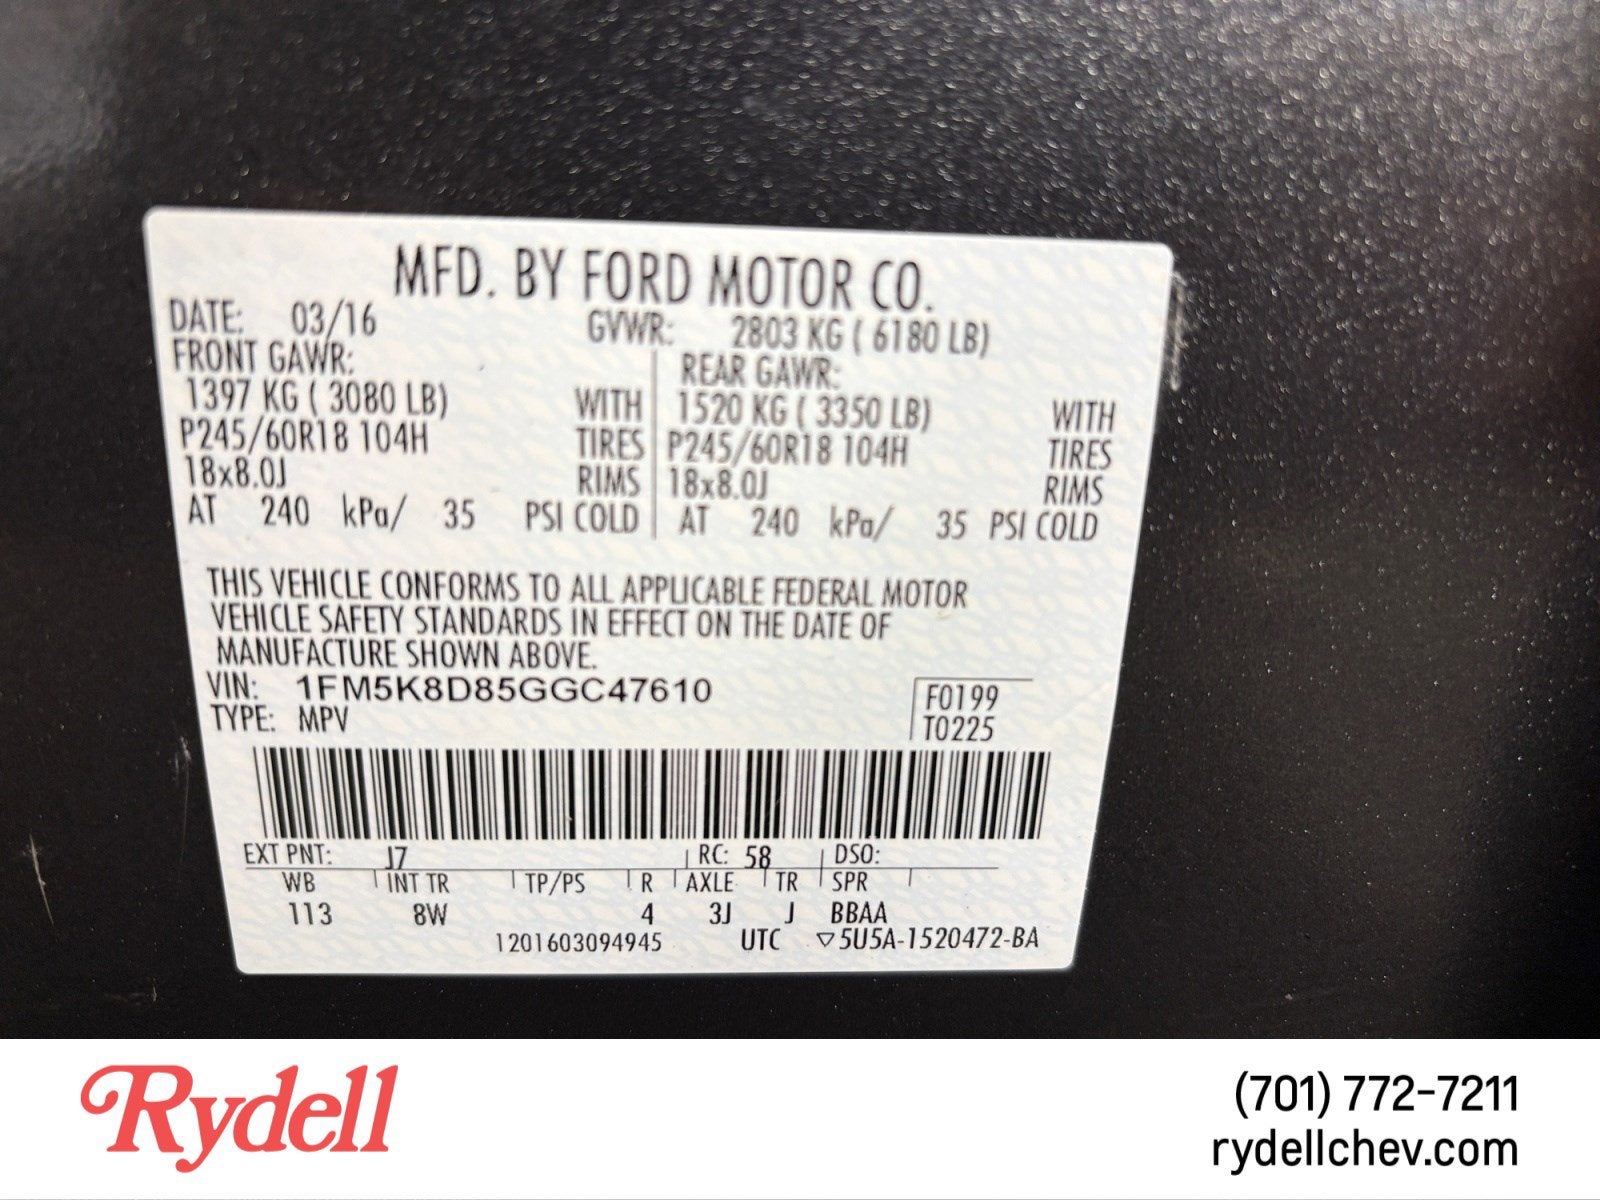 MFD. BY FORD MOTOR CO.
DATE: 03/16 GVWR: 2803 KG ( 6180 LB)
FRONT GAWR: REAR GAWR:
1397 KG ( 3080 LB) WITH 1520 KG ( 3350 LB) WITH
P245/60R18 104H TIRES P245/60R18 104H TIRES
18x8.0J RIMS 18x8.0J RIMS
AT 240 kPa/ 35 PSI COLD AT 240 kPa/ 35 PSI COLD
THIS VEHICLE CONFORMS TO ALL APPLICABLE FEDERAL MOTOR
VEHICLE SAFETY STANDARDS IN EFFECT ON THE DATE OF
MANUFACTURE SHOWN ABOVE.
VIN: 1FM5K8D85GGC47610 F0199
TYPE: MPV T0225
EXT PNT: J7 RC: 58 DSO:
WB INT TR TP/PS R AXLE TR SPR
113 8W 4 3J J BBAA
1201603094945 UTC ▽5U5A-1520472-BA
Rydell
(701) 772-7211
rydellchev.com